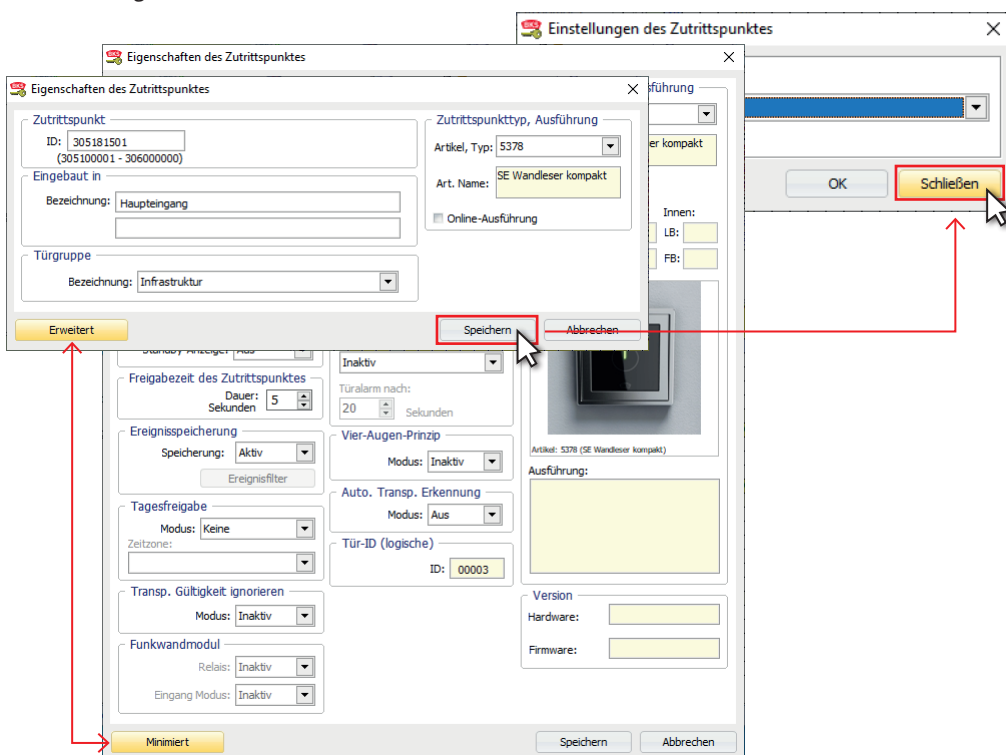 Einstellungen des Zutrittspunktes
OK
Schließen
Eigenschaften des Zutrittspunktes
Eigenschaften des Zutrittspunktes
Zutrittspunkt
ID: 305181501
(305100001 - 306000000)
Eingebaut in
Bezeichnung: Haupteingang
Türgruppe
Bezeichnung: Infrastruktur
Zutrittspunkttyp, Ausführung
Artikel, Typ: 5378
Art. Name: SE Wandleser kompakt
Online-Ausführung
Erweitert
Speichern
Abbrechen
Innen:
LB:
FB:
Standby Anzeige: Aus
Freigabezeit des Zutrittspunktes
Dauer: 5
Sekunden
Ereignisspeicherung
Speicherung: Aktiv
Ereignisfilter
Tagesfreigabe
Modus: Keine
Zeitzone:
Transp. Gültigkeit ignorieren
Modus: Inaktiv
Funkwandmodul
Relais: Inaktiv
Eingang Modus: Inaktiv
Inaktiv
Türalarm nach:
20 Sekunden
Vier-Augen-Prinzip
Modus: Inaktiv
Auto. Transp. Erkennung
Modus: Aus
Tür-ID (logische)
ID: 00003
Artikel: 5378 (SE Wandleser kompakt)
Ausführung:
Version
Hardware:
Firmware:
Minimiert
Speichern
Abbrechen